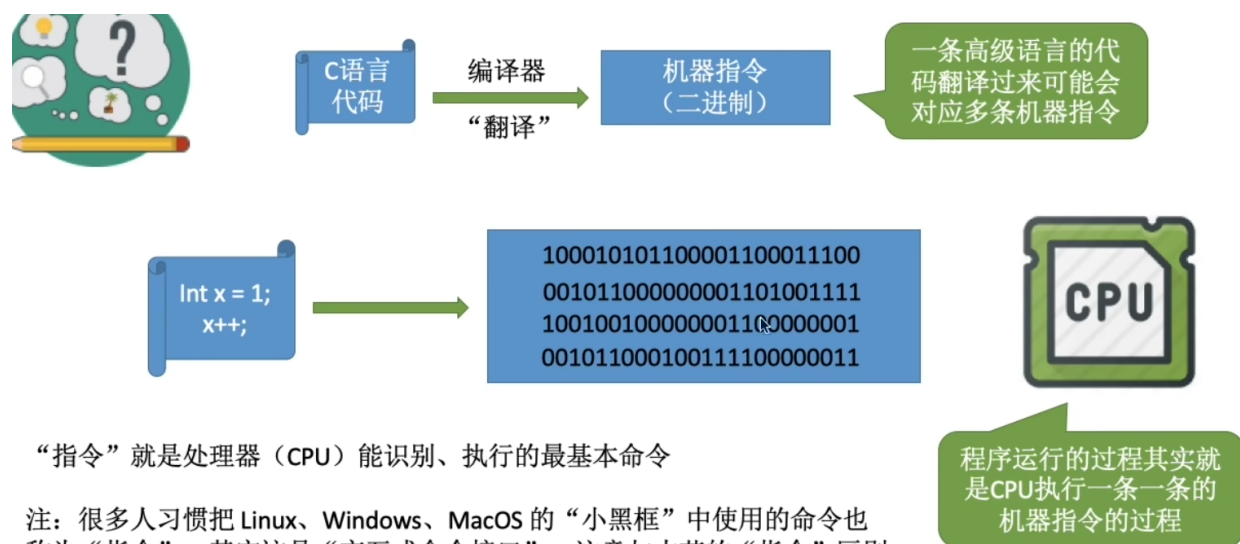 ?
C语言
代码
编译器
“翻译”
机器指令
（二进制）
一条高级语言的代
码翻译过来可能会
对应多条机器指令
Int x = 1;
x++;
100010101100001100011100
001011000000001101001111
100100100000001100000001
001011000100111100000011
CPU
“指令”就是处理器（CPU）能识别、执行的最基本命令
程序运行的过程其实就
是CPU执行一条一条的
机器指令的过程
注：很多人习惯把 Linux、Windows、MacOS 的“小黑框”中使用的命令也